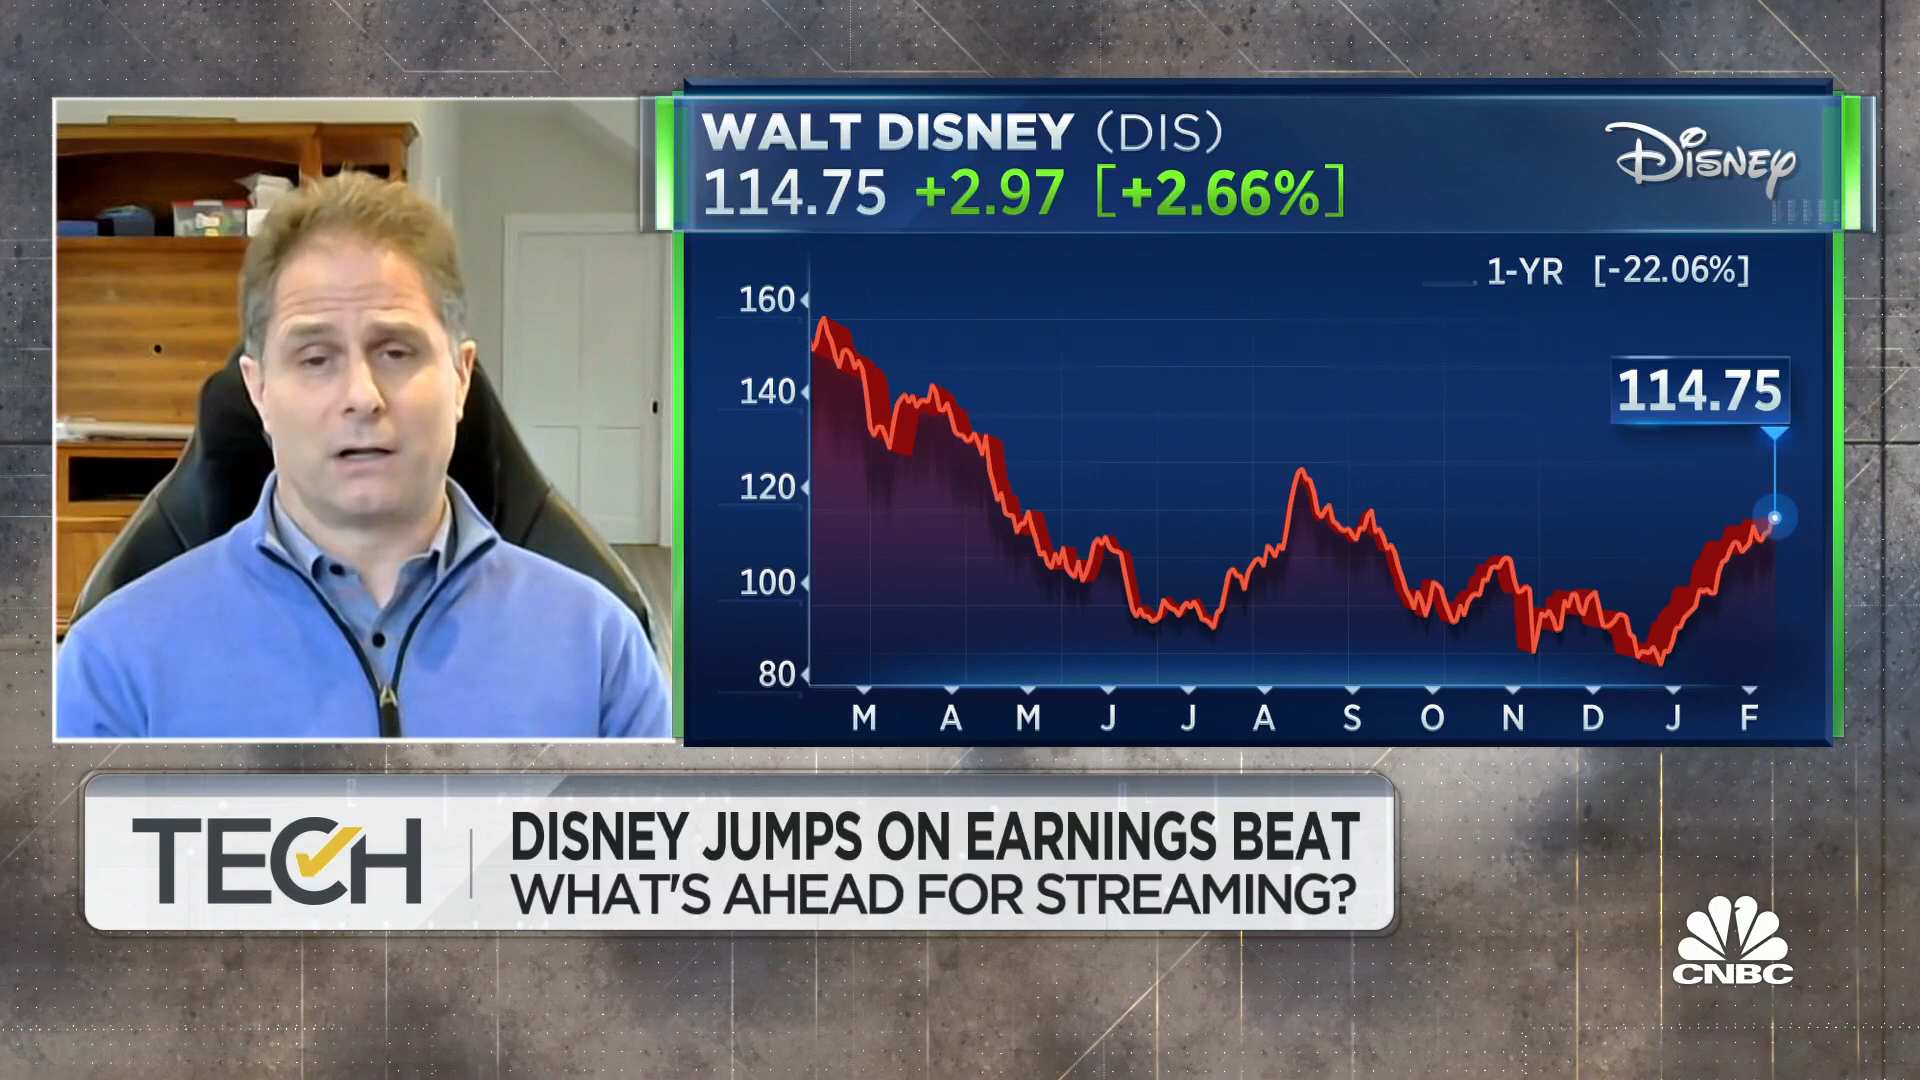 WALT DISNEY (DIS)
114.75 +2.97 [+2.66%]
DISNEY
1-YR [-22.06%]
160
140
120
100
80
114.75
M A M J J A S O N D J F
TECH
DISNEY JUMPS ON EARNINGS BEAT
WHAT'S AHEAD FOR STREAMING?
CNBC